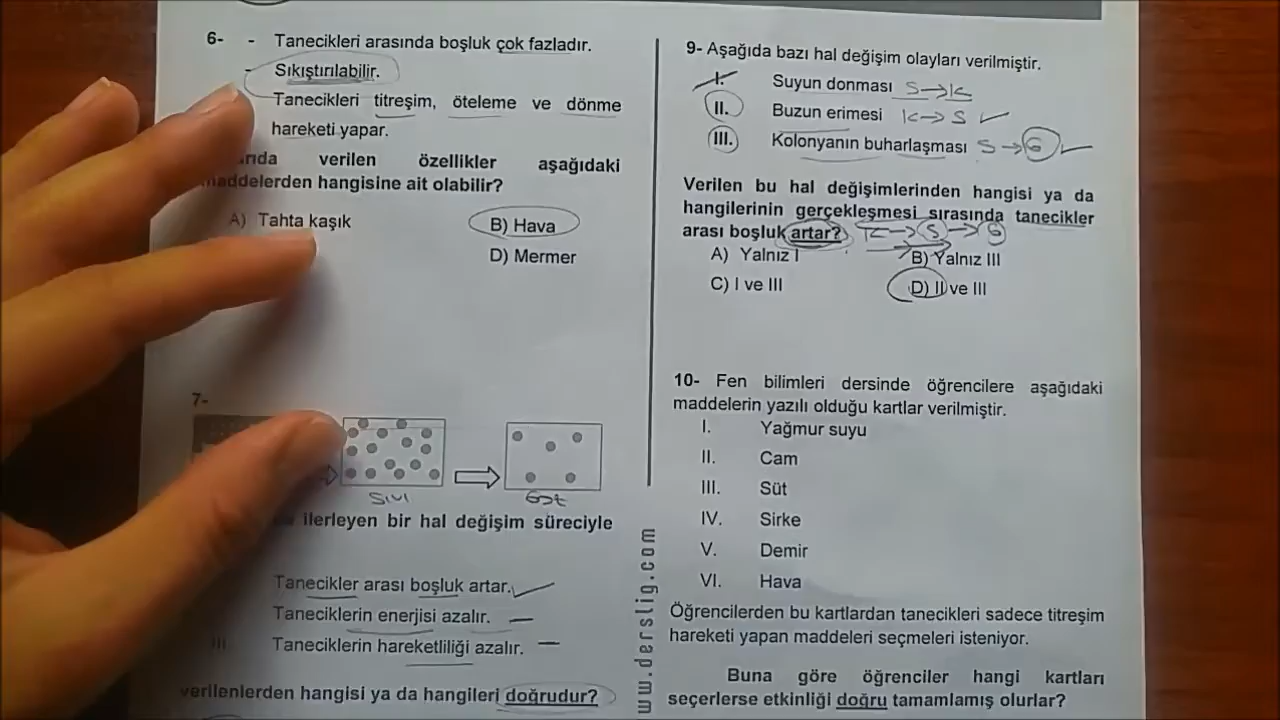 6- - Tanecikleri arasında boşluk çok fazladır.
- Sıkıştırılabilir.
Tanecikleri titreşim, öteleme ve dönme
hareketi yapar.
verilen özellikler aşağıdaki
maddelerden hangisine ait olabilir?
A) Tahta kaşık
B) Hava
D) Mermer
7-
Sıvı
Gaz
ilerleyen bir hal değişim süreciyle
Tanecikler arası boşluk artar.
Taneciklerin enerjisi azalır.
III Taneciklerin hareketliliği azalır.
verilenlerden hangisi ya da hangileri doğrudur?
www.derslig.com
9- Aşağıda bazı hal değişim olayları verilmiştir.
I. Suyun donması S→K
II. Buzun erimesi K→S
III. Kolonyanın buharlaşması S→G
Verilen bu hal değişimlerinden hangisi ya da
hangilerinin gerçekleşmesi sırasında tanecikler
arası boşluk artar? K→S→G
A) Yalnız I
B) Yalnız III
C) I ve III
D) II ve III
10- Fen bilimleri dersinde öğrencilere aşağıdaki
maddelerin yazılı olduğu kartlar verilmiştir.
I. Yağmur suyu
II. Cam
III. Süt
IV. Sirke
V. Demir
VI. Hava
Öğrencilerden bu kartlardan tanecikleri sadece titreşim
hareketi yapan maddeleri seçmeleri isteniyor.
Buna göre öğrenciler hangi kartları
seçerlerse etkinliği doğru tamamlamış olurlar?